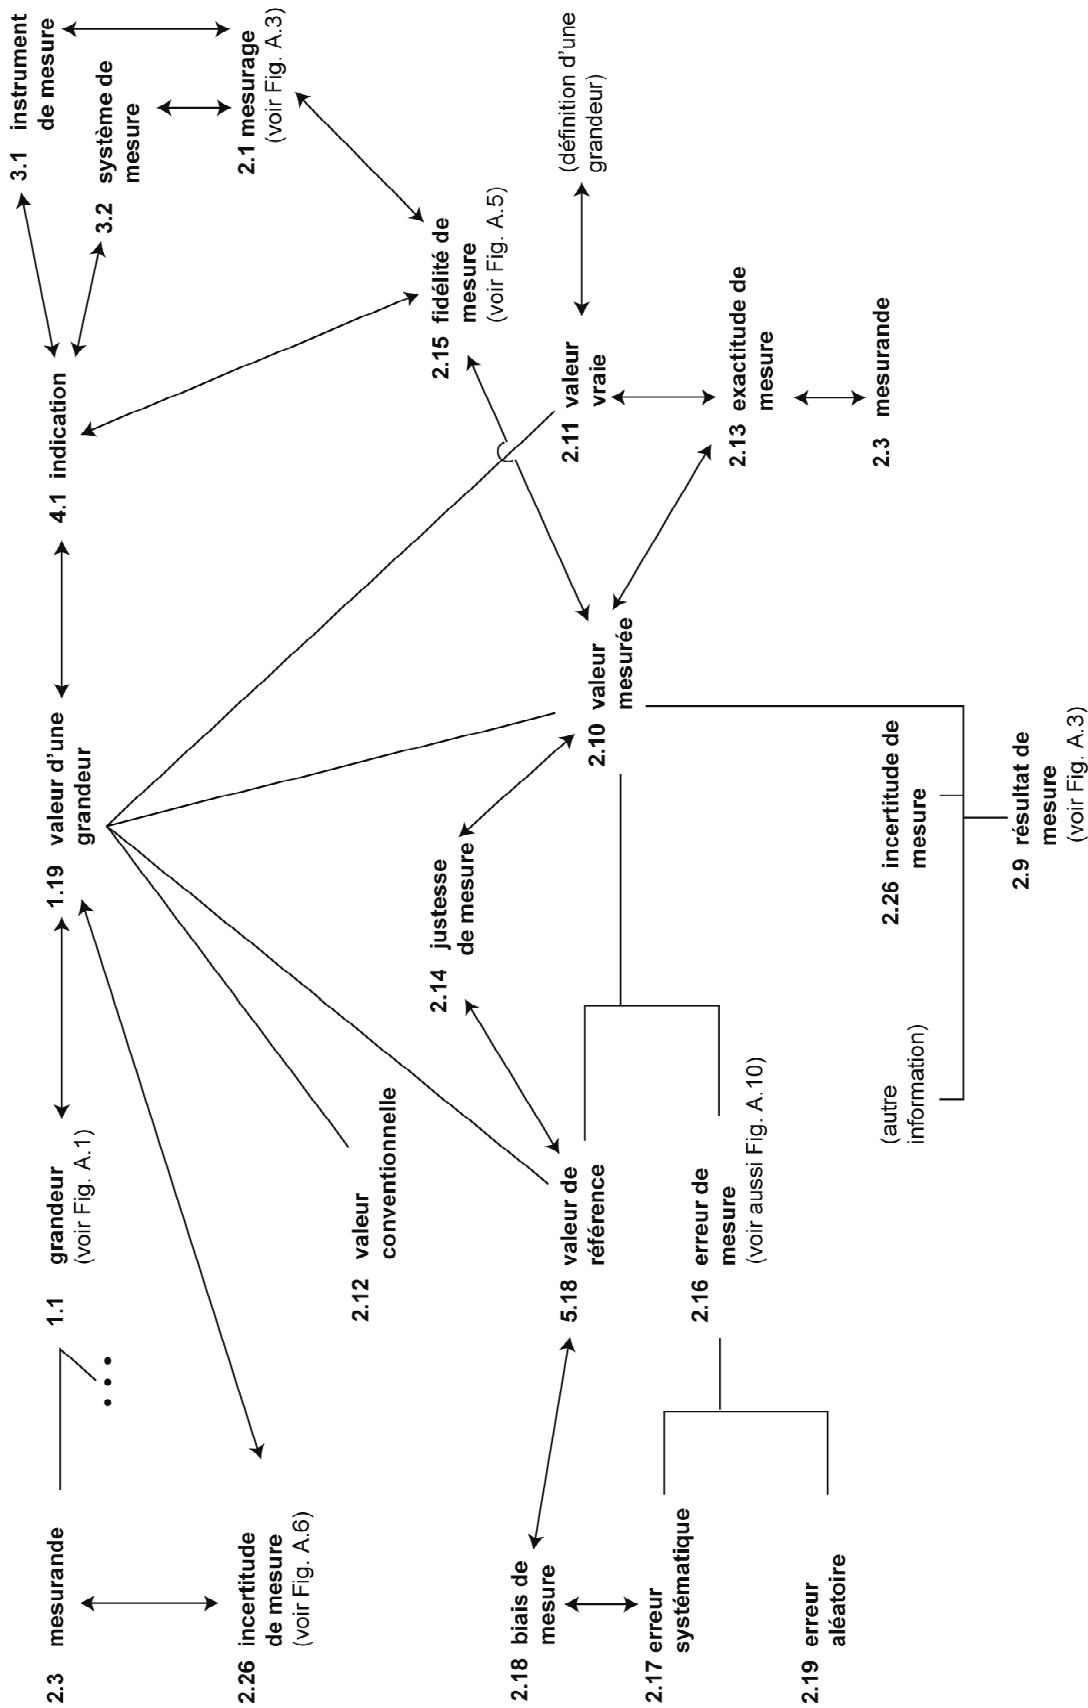 2.3 mesurande
1.1 grandeur
(voir Fig. A.1)
• • •
1.19 valeur d’une
grandeur
4.1 indication
3.1 instrument
de mesure
3.2 système de
mesure
2.1 mesurage
(voir Fig. A.3)
2.26 incertitude
de mesure
(voir Fig. A.6)
2.12 valeur
conventionnelle
2.14 justesse
de mesure
2.15 fidélité de
mesure
(voir Fig. A.5)
2.18 biais de
mesure
5.18 valeur de
référence
2.10 valeur
mesurée
2.11 valeur
vraie
(définition d’une
grandeur)
2.17 erreur
systématique
2.16 erreur de
mesure
(voir aussi Fig. A.10)
2.13 exactitude de
mesure
2.19 erreur
aléatoire
(autre
information)
2.26 incertitude de
mesure
2.3 mesurande
2.9 résultat de
mesure
(voir Fig. A.3)